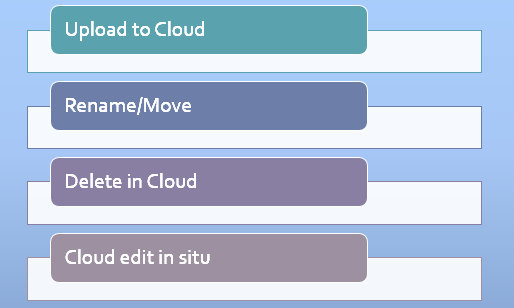 Upload to Cloud
Rename/Move
Delete in Cloud
Cloud edit in situ